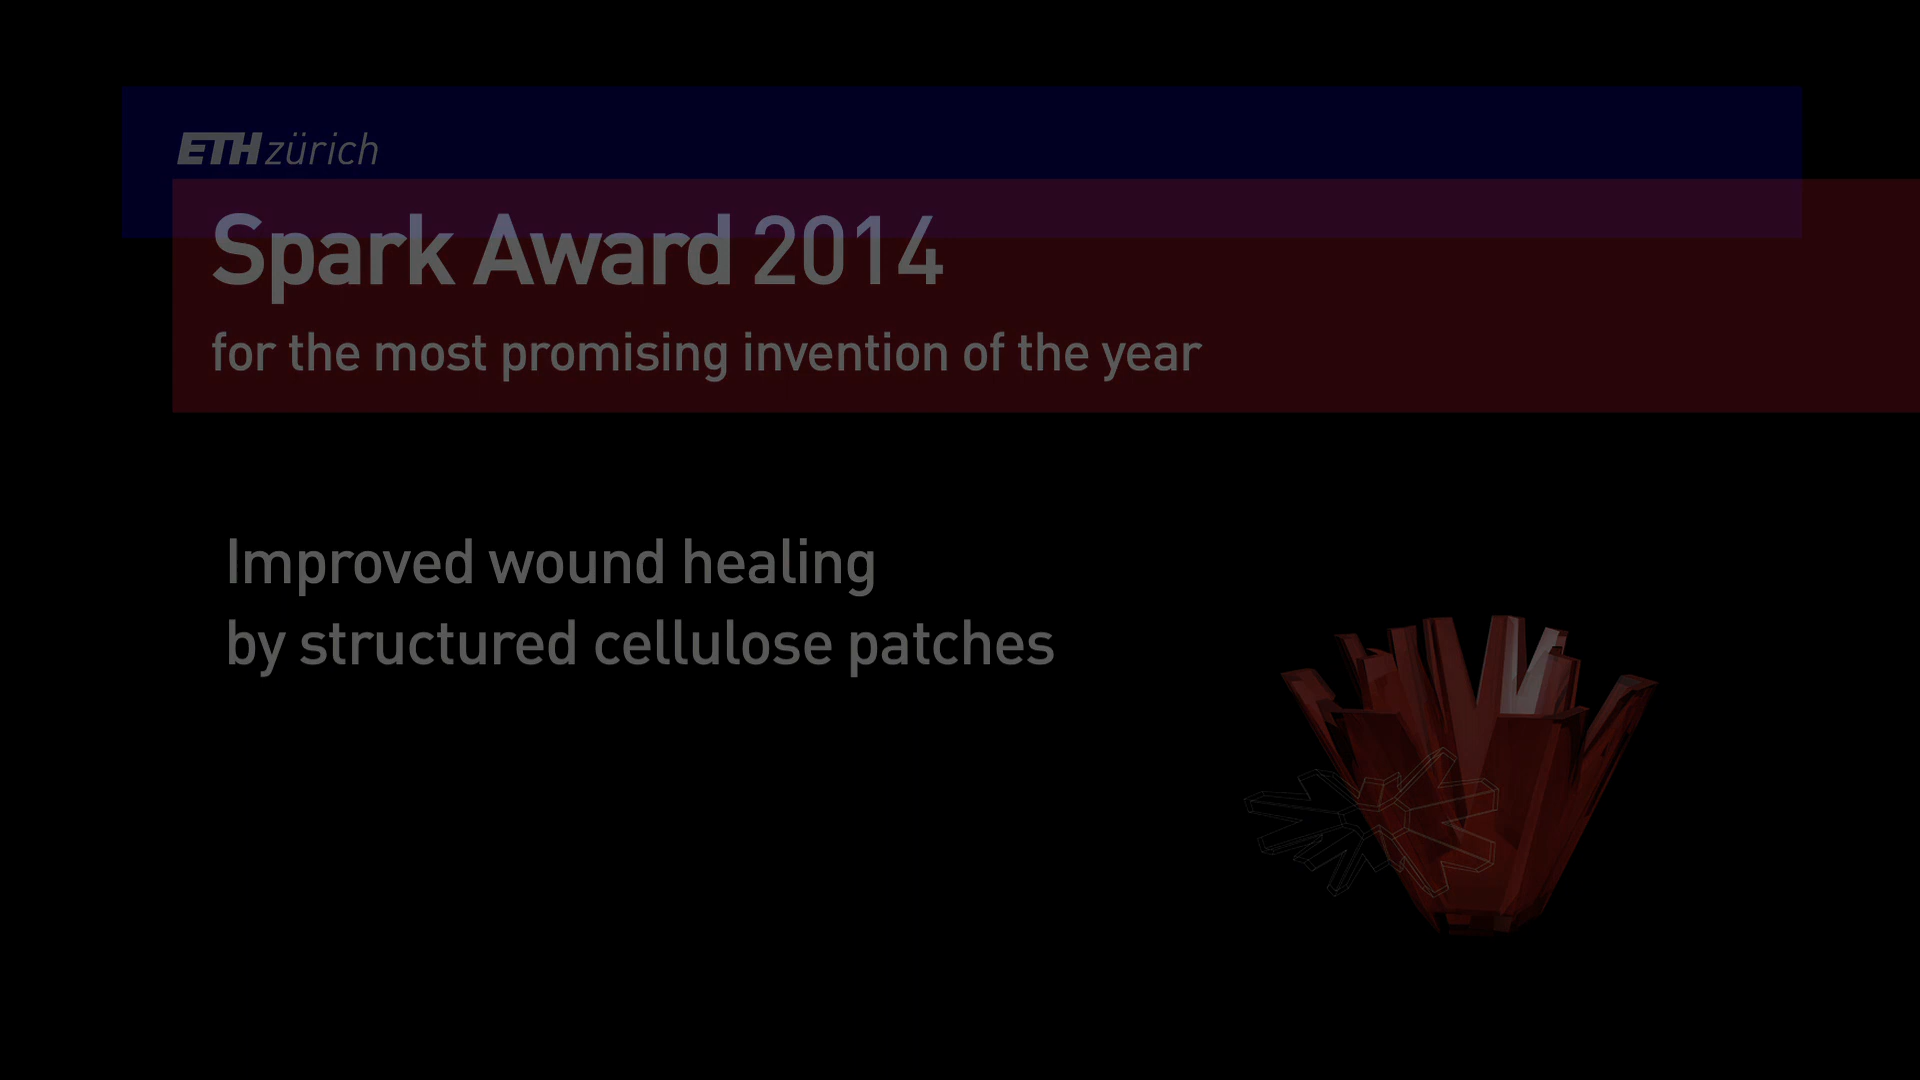 ETH zürich
Spark Award 2014
for the most promising invention of the year
Improved wound healing
by structured cellulose patches